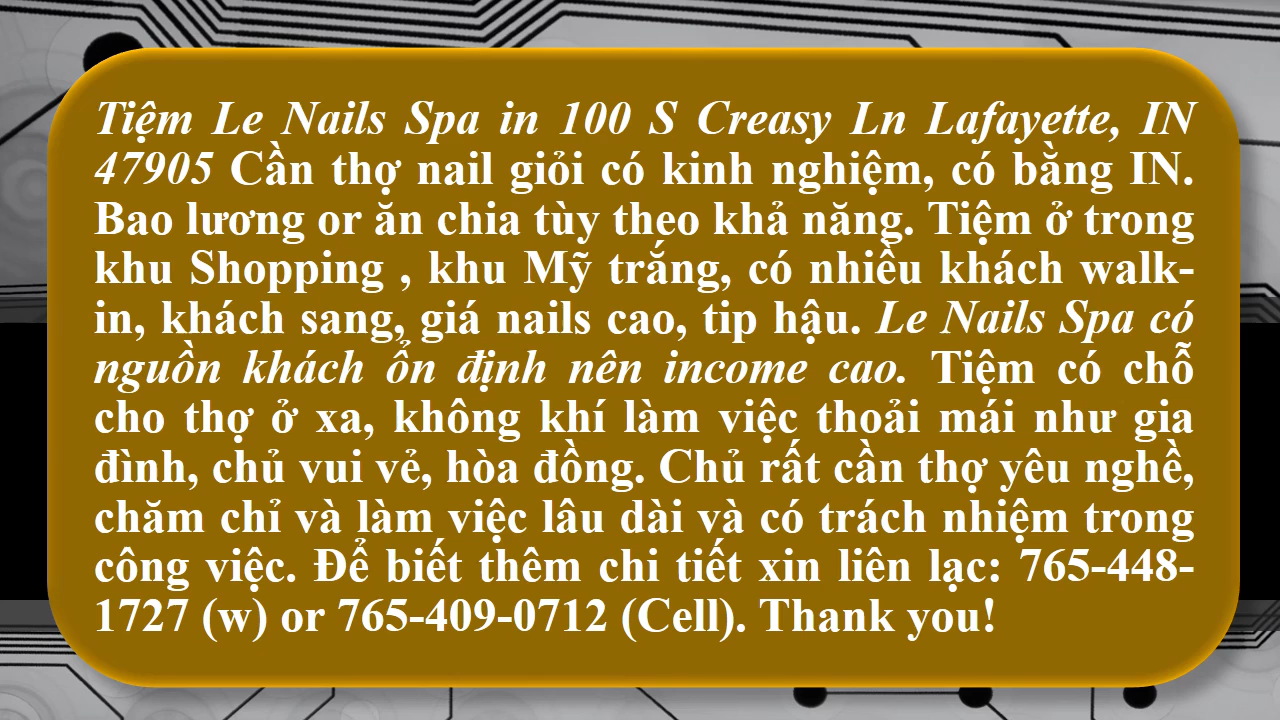 Tiệm Le Nails Spa in 100 S Creasy Ln Lafayette, IN
47905 Cần thợ nail giỏi có kinh nghiệm, có bằng IN.
Bao lương or ăn chia tùy theo khả năng. Tiệm ở trong
khu Shopping , khu Mỹ trắng, có nhiều khách walk-
in, khách sang, giá nails cao, tip hậu. Le Nails Spa có
nguồn khách ổn định nên income cao. Tiệm có chỗ
cho thợ ở xa, không khí làm việc thoải mái như gia
đình, chủ vui vẻ, hòa đồng. Chủ rất cần thợ yêu nghề,
chăm chỉ và làm việc lâu dài và có trách nhiệm trong
công việc. Để biết thêm chi tiết xin liên lạc: 765-448-
1727 (w) or 765-409-0712 (Cell). Thank you!